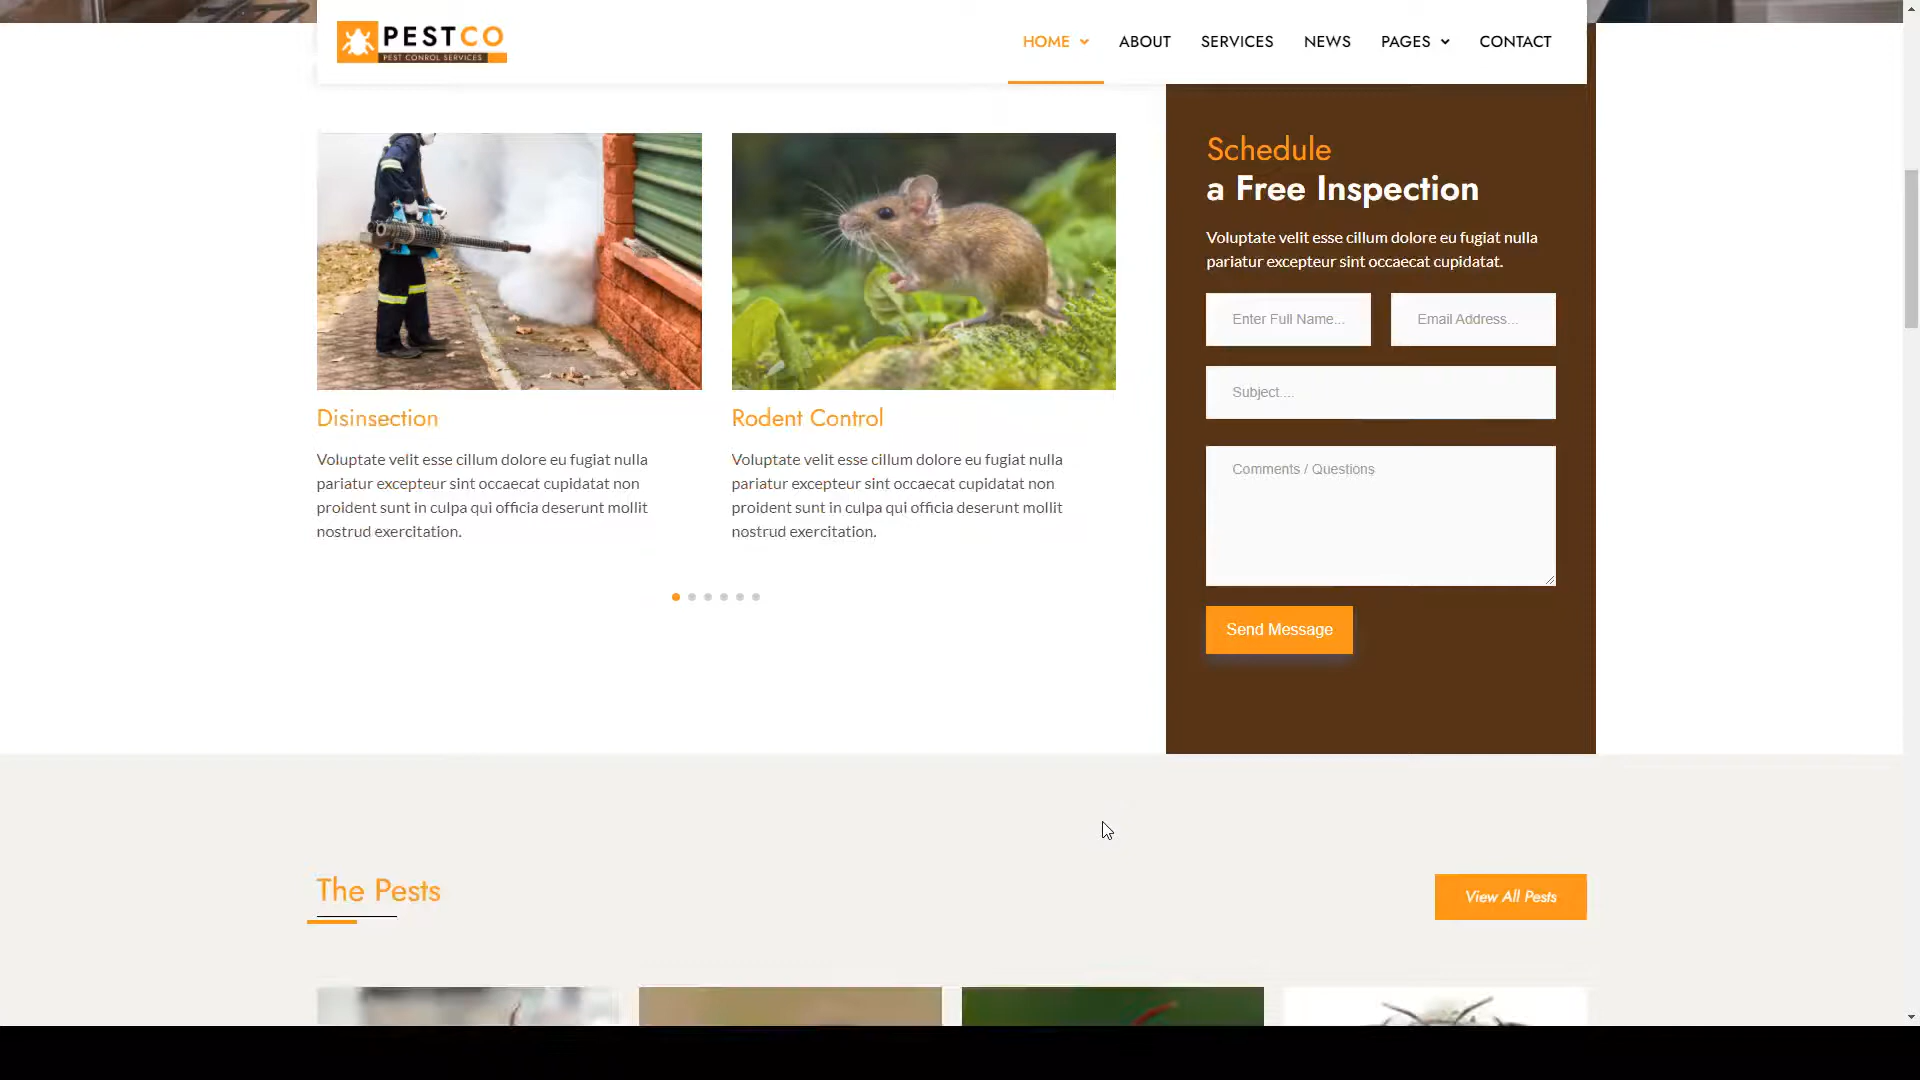 PESTCO
PEST CONROL SERVICES
HOME ABOUT SERVICES NEWS PAGES CONTACT
Disinsection
Voluptate velit esse cillum dolore eu fugiat nulla
pariatur excepteur sint occaecat cupidatat non
proident sunt in culpa qui officia deserunt mollit
nostrud exercitation.
Rodent Control
Voluptate velit esse cillum dolore eu fugiat nulla
pariatur excepteur sint occaecat cupidatat non
proident sunt in culpa qui officia deserunt mollit
nostrud exercitation.
Schedule
a Free Inspection
Voluptate velit esse cillum dolore eu fugiat nulla
pariatur excepteur sint occaecat cupidatat.
Enter Full Name... Email Address...
Subject....
Comments / Questions
Send Message
The Pests
View All Pests